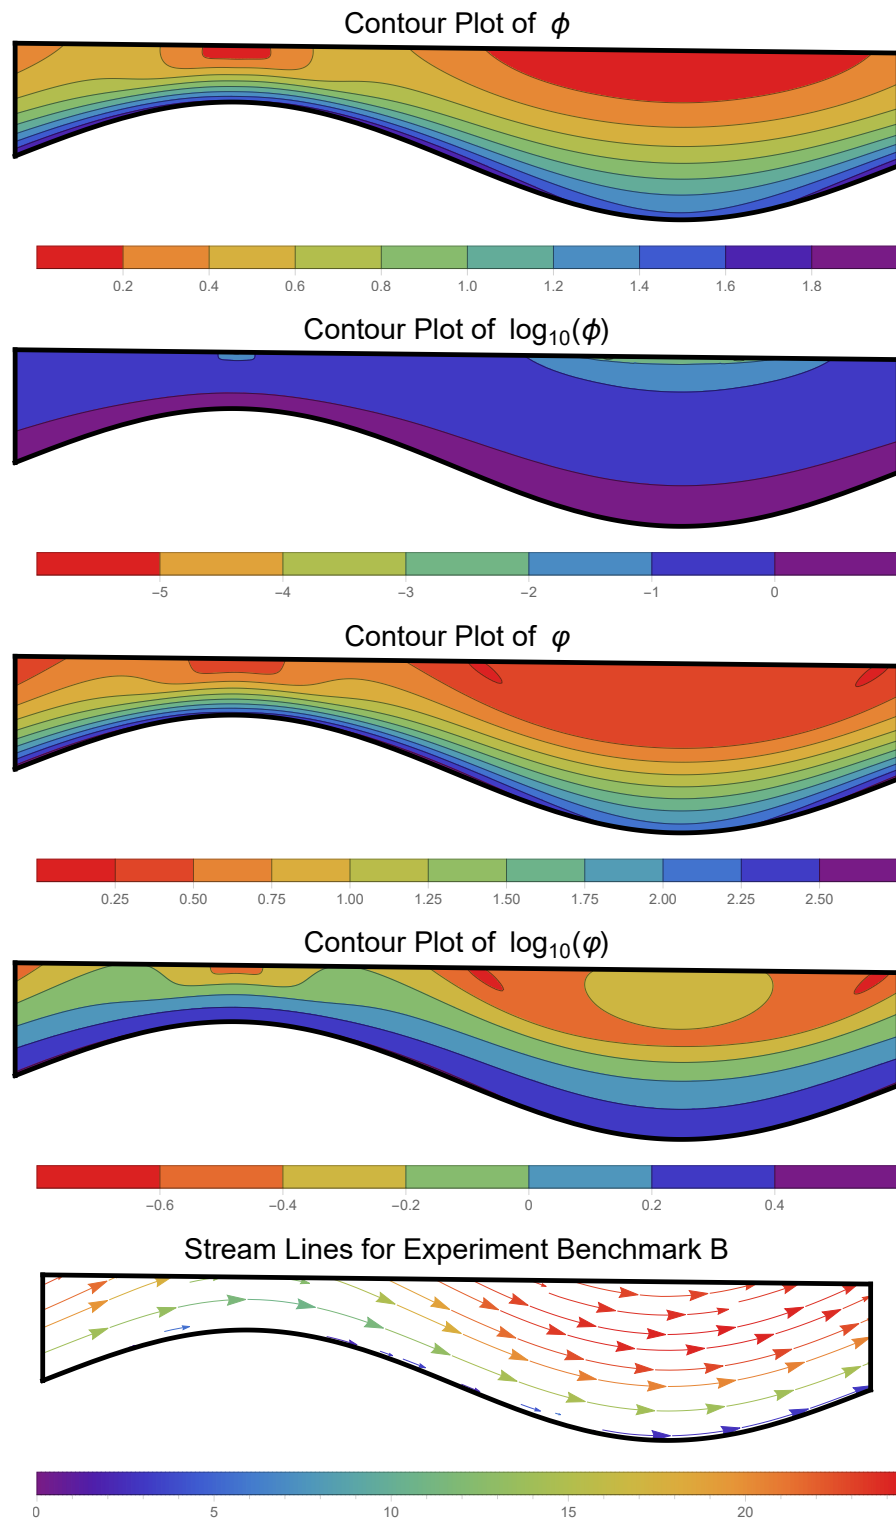 Contour Plot of ϕ
0.2 0.4 0.6 0.8 1.0 1.2 1.4 1.6 1.8
Contour Plot of log₁₀(ϕ)
−5 −4 −3 −2 −1 0
Contour Plot of φ
0.25 0.50 0.75 1.00 1.25 1.50 1.75 2.00 2.25 2.50
Contour Plot of log₁₀(φ)
−0.6 −0.4 −0.2 0 0.2 0.4
Stream Lines for Experiment Benchmark B
0 5 10 15 20